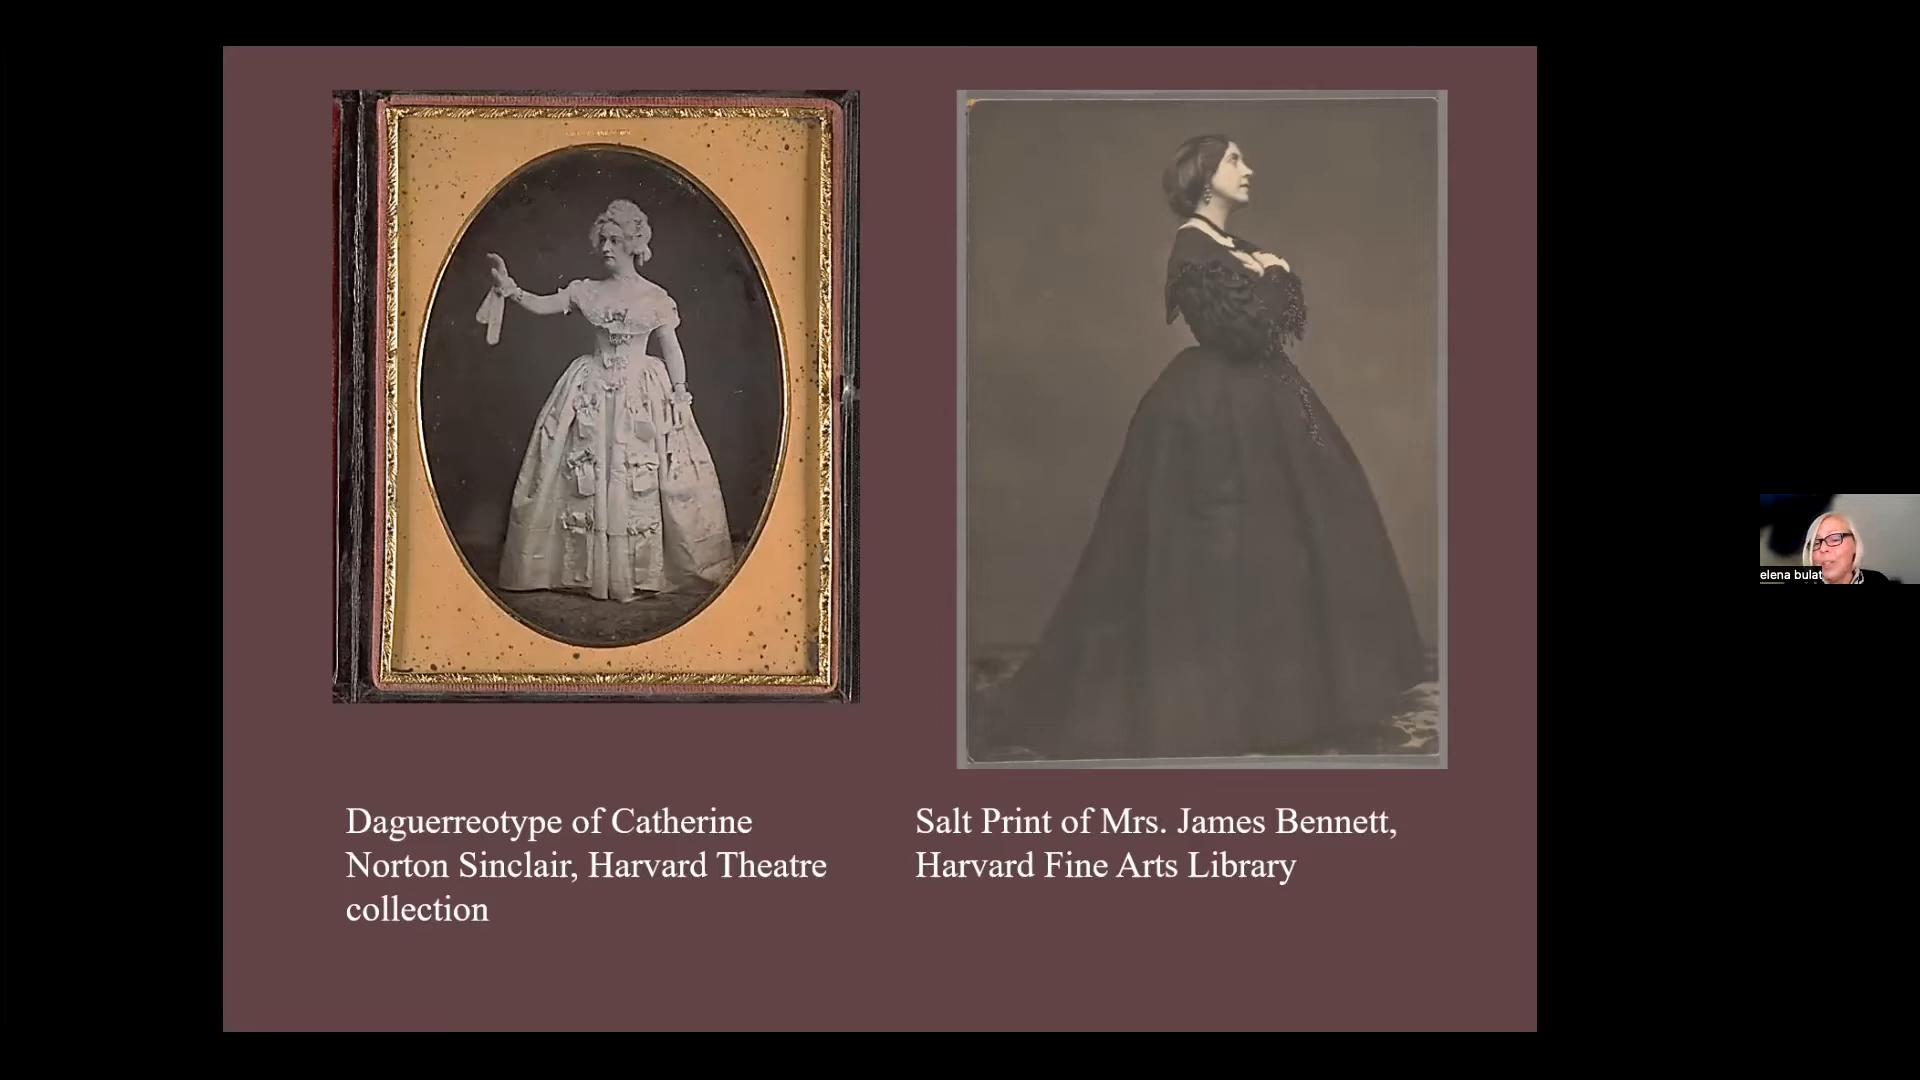 Daguerreotype of Catherine
Norton Sinclair, Harvard Theatre
collection
Salt Print of Mrs. James Bennett,
Harvard Fine Arts Library
elena bulat